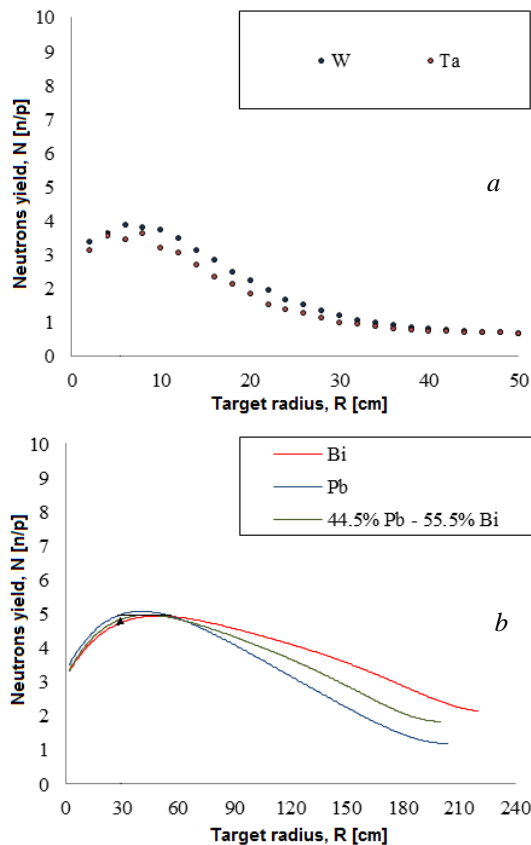 10
9
8
7
6
5
4
3
2
1
0
Neutrons yield, N [n/p]
W Ta
a
0 10 20 30 40 50
Target radius, R [cm]
10
9
8
7
6
5
4
3
2
1
0
Neutrons yield, N [n/p]
Bi
Pb
44.5% Pb - 55.5% Bi
b
0 30 60 90 120 150 180 210 240
Target radius, R [cm]